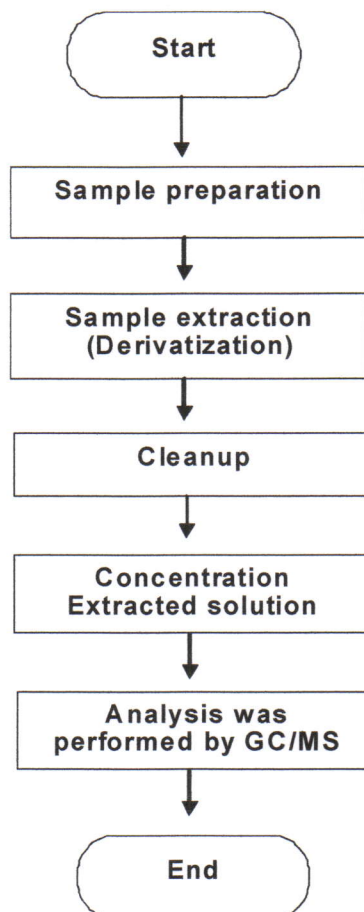 Start
Sample preparation
Sample extraction
(Derivatization)
Cleanup
Concentration
Extracted solution
Analysis was
performed by GC/MS
End